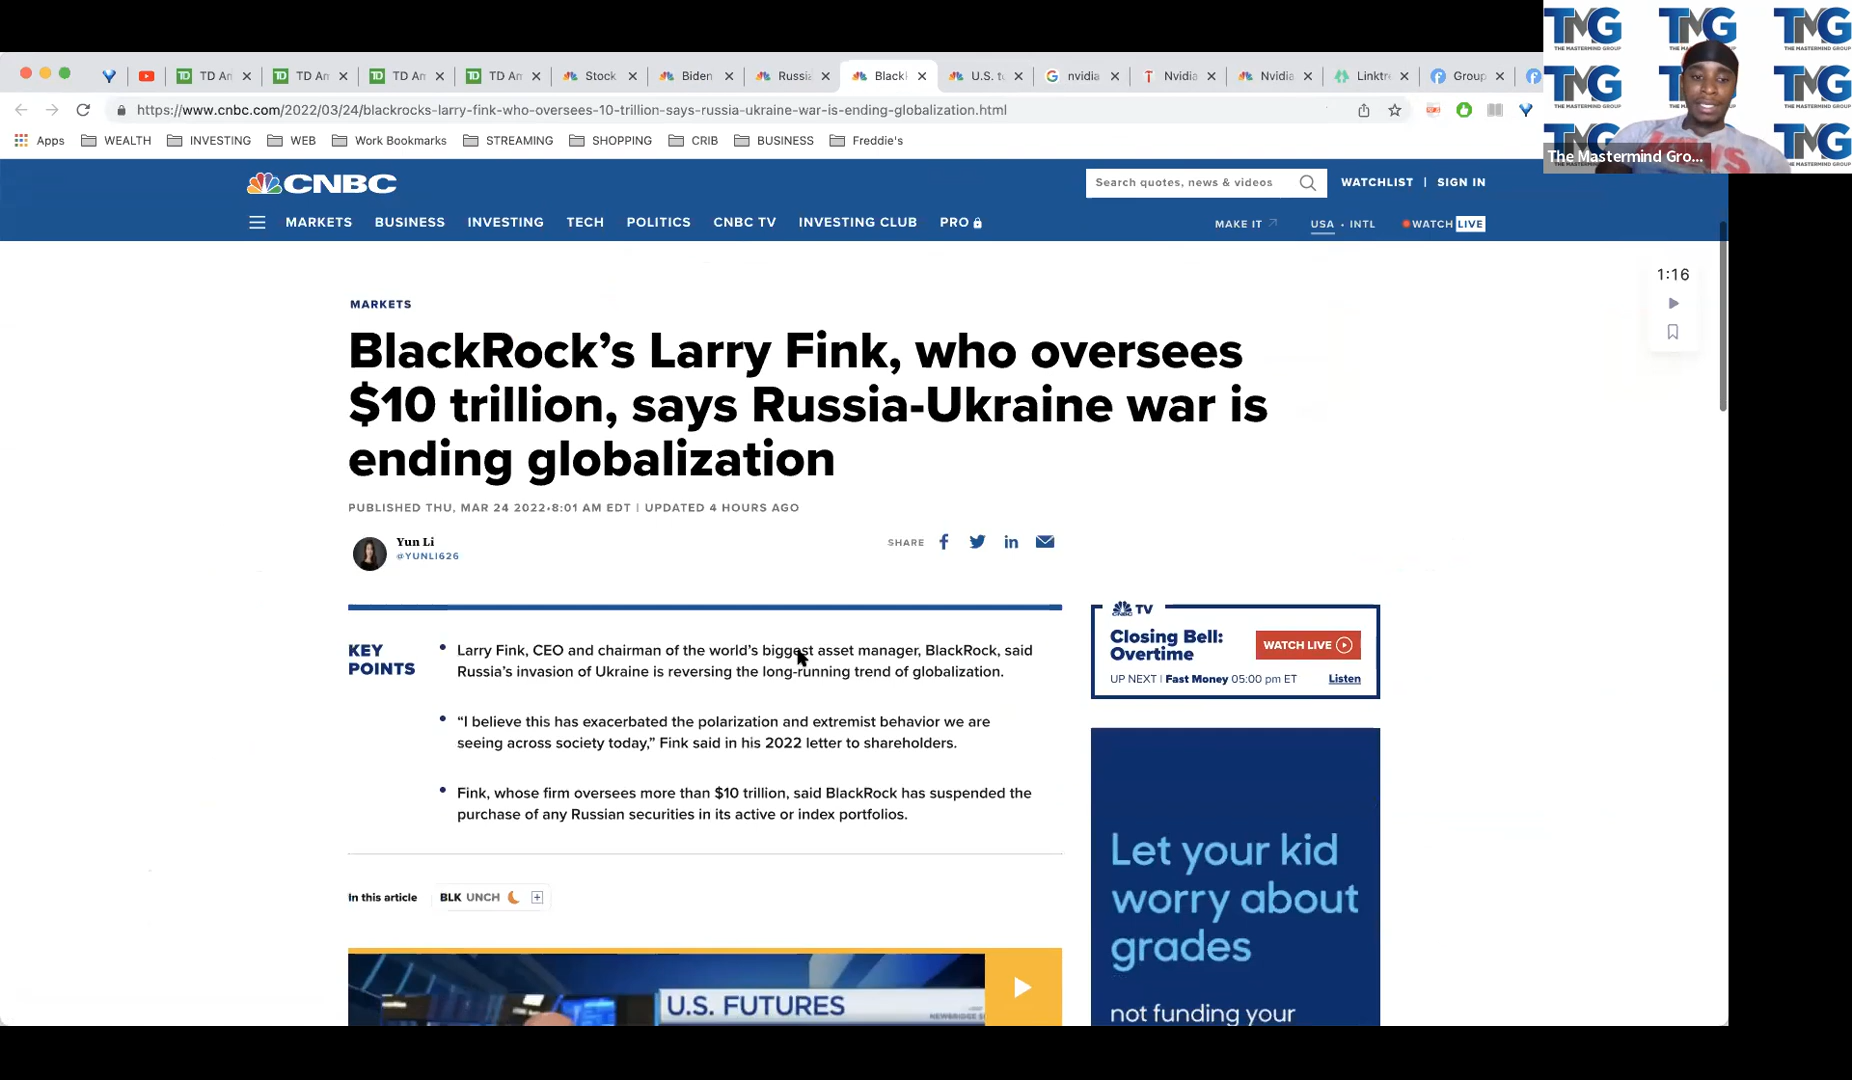 TMG TMG TMG
TD Am TD Am TD Am TD Am Stock Biden Russia BlackR U.S. fu nvidia Nvidia Nvidia Linktre Group
https://www.cnbc.com/2022/03/24/blackrocks-larry-fink-who-oversees-10-trillion-says-russia-ukraine-war-is-ending-globalization.html
Apps WEALTH INVESTING WEB Work Bookmarks STREAMING SHOPPING CRIB BUSINESS Freddie's
The Mastermind Gro...
CNBC
Search quotes, news & videos
WATCHLIST | SIGN IN
MARKETS BUSINESS INVESTING TECH POLITICS CNBC TV INVESTING CLUB PRO
MAKE IT USA • INTL WATCH LIVE
1:16
MARKETS
BlackRock’s Larry Fink, who oversees
$10 trillion, says Russia-Ukraine war is
ending globalization
PUBLISHED THU, MAR 24 2022•8:01 AM EDT | UPDATED 4 HOURS AGO
Yun Li
@YUNLI626
SHARE
KEY
POINTS
Larry Fink, CEO and chairman of the world’s biggest asset manager, BlackRock, said
Russia’s invasion of Ukraine is reversing the long-running trend of globalization.
“I believe this has exacerbated the polarization and extremist behavior we are
seeing across society today,” Fink said in his 2022 letter to shareholders.
Fink, whose firm oversees more than $10 trillion, said BlackRock has suspended the
purchase of any Russian securities in its active or index portfolios.
In this article BLK UNCH
U.S. FUTURES
CNBC TV
Closing Bell:
Overtime
WATCH LIVE
UP NEXT | Fast Money 05:00 pm ET
Listen
Let your kid
worry about
grades
not funding your